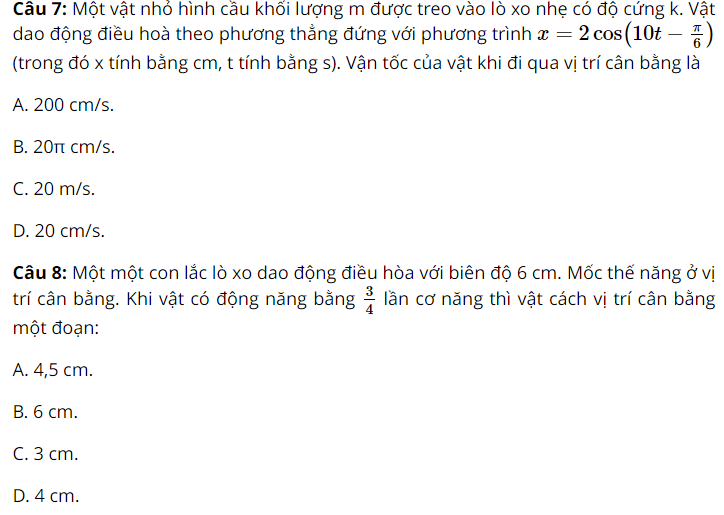 Câu 7: Một vật nhỏ hình cầu khối lượng m được treo vào lò xo nhẹ có độ cứng k. Vật
dao động điều hoà theo phương thẳng đứng với phương trình x = 2 cos(10t − π/6)
(trong đó x tính bằng cm, t tính bằng s). Vận tốc của vật khi đi qua vị trí cân bằng là
A. 200 cm/s.
B. 20π cm/s.
C. 20 m/s.
D. 20 cm/s.
Câu 8: Một một con lắc lò xo dao động điều hòa với biên độ 6 cm. Mốc thế năng ở vị
trí cân bằng. Khi vật có động năng bằng 3/4 lần cơ năng thì vật cách vị trí cân bằng
một đoạn:
A. 4,5 cm.
B. 6 cm.
C. 3 cm.
D. 4 cm.